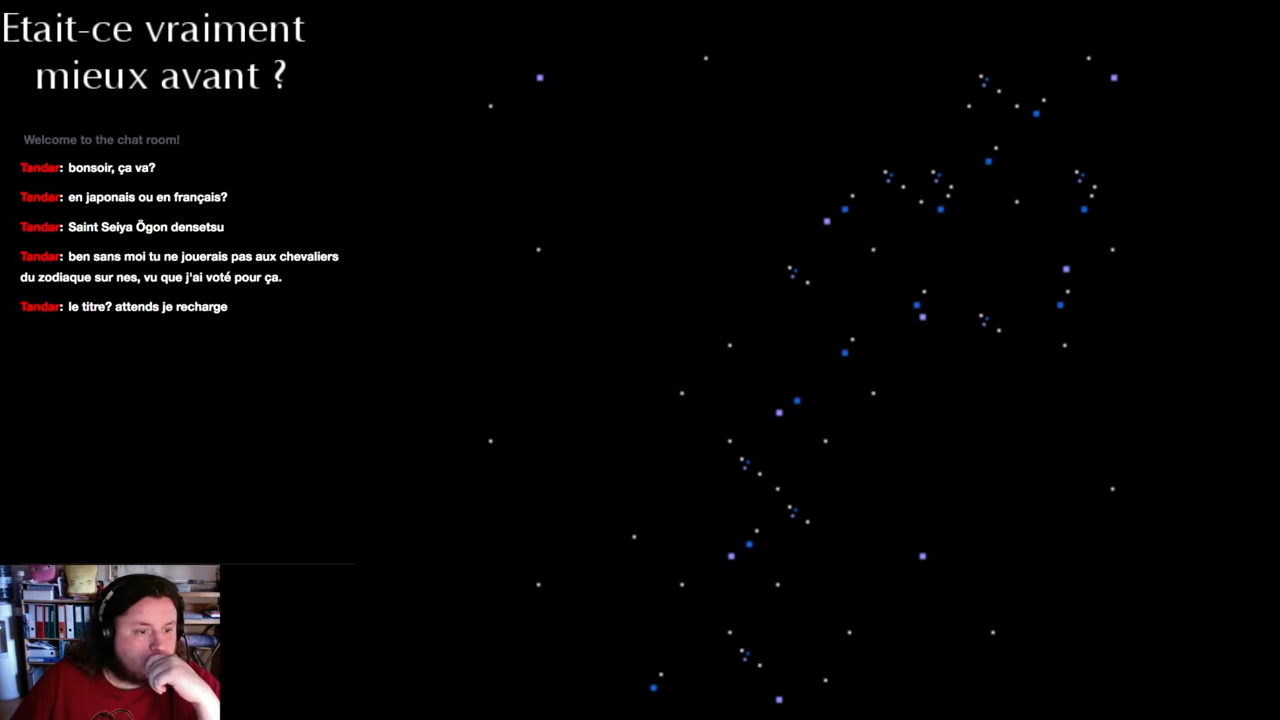 Etait-ce vraiment
mieux avant ?
Welcome to the chat room!
Tandar: bonsoir, ça va?
Tandar: en japonais ou en français?
Tandar: Saint Seiya Ögon densetsu
Tandar: ben sans moi tu ne jouerais pas aux chevaliers
du zodiaque sur nes, vu que j'ai voté pour ça.
Tandar: le titre? attends je recharge